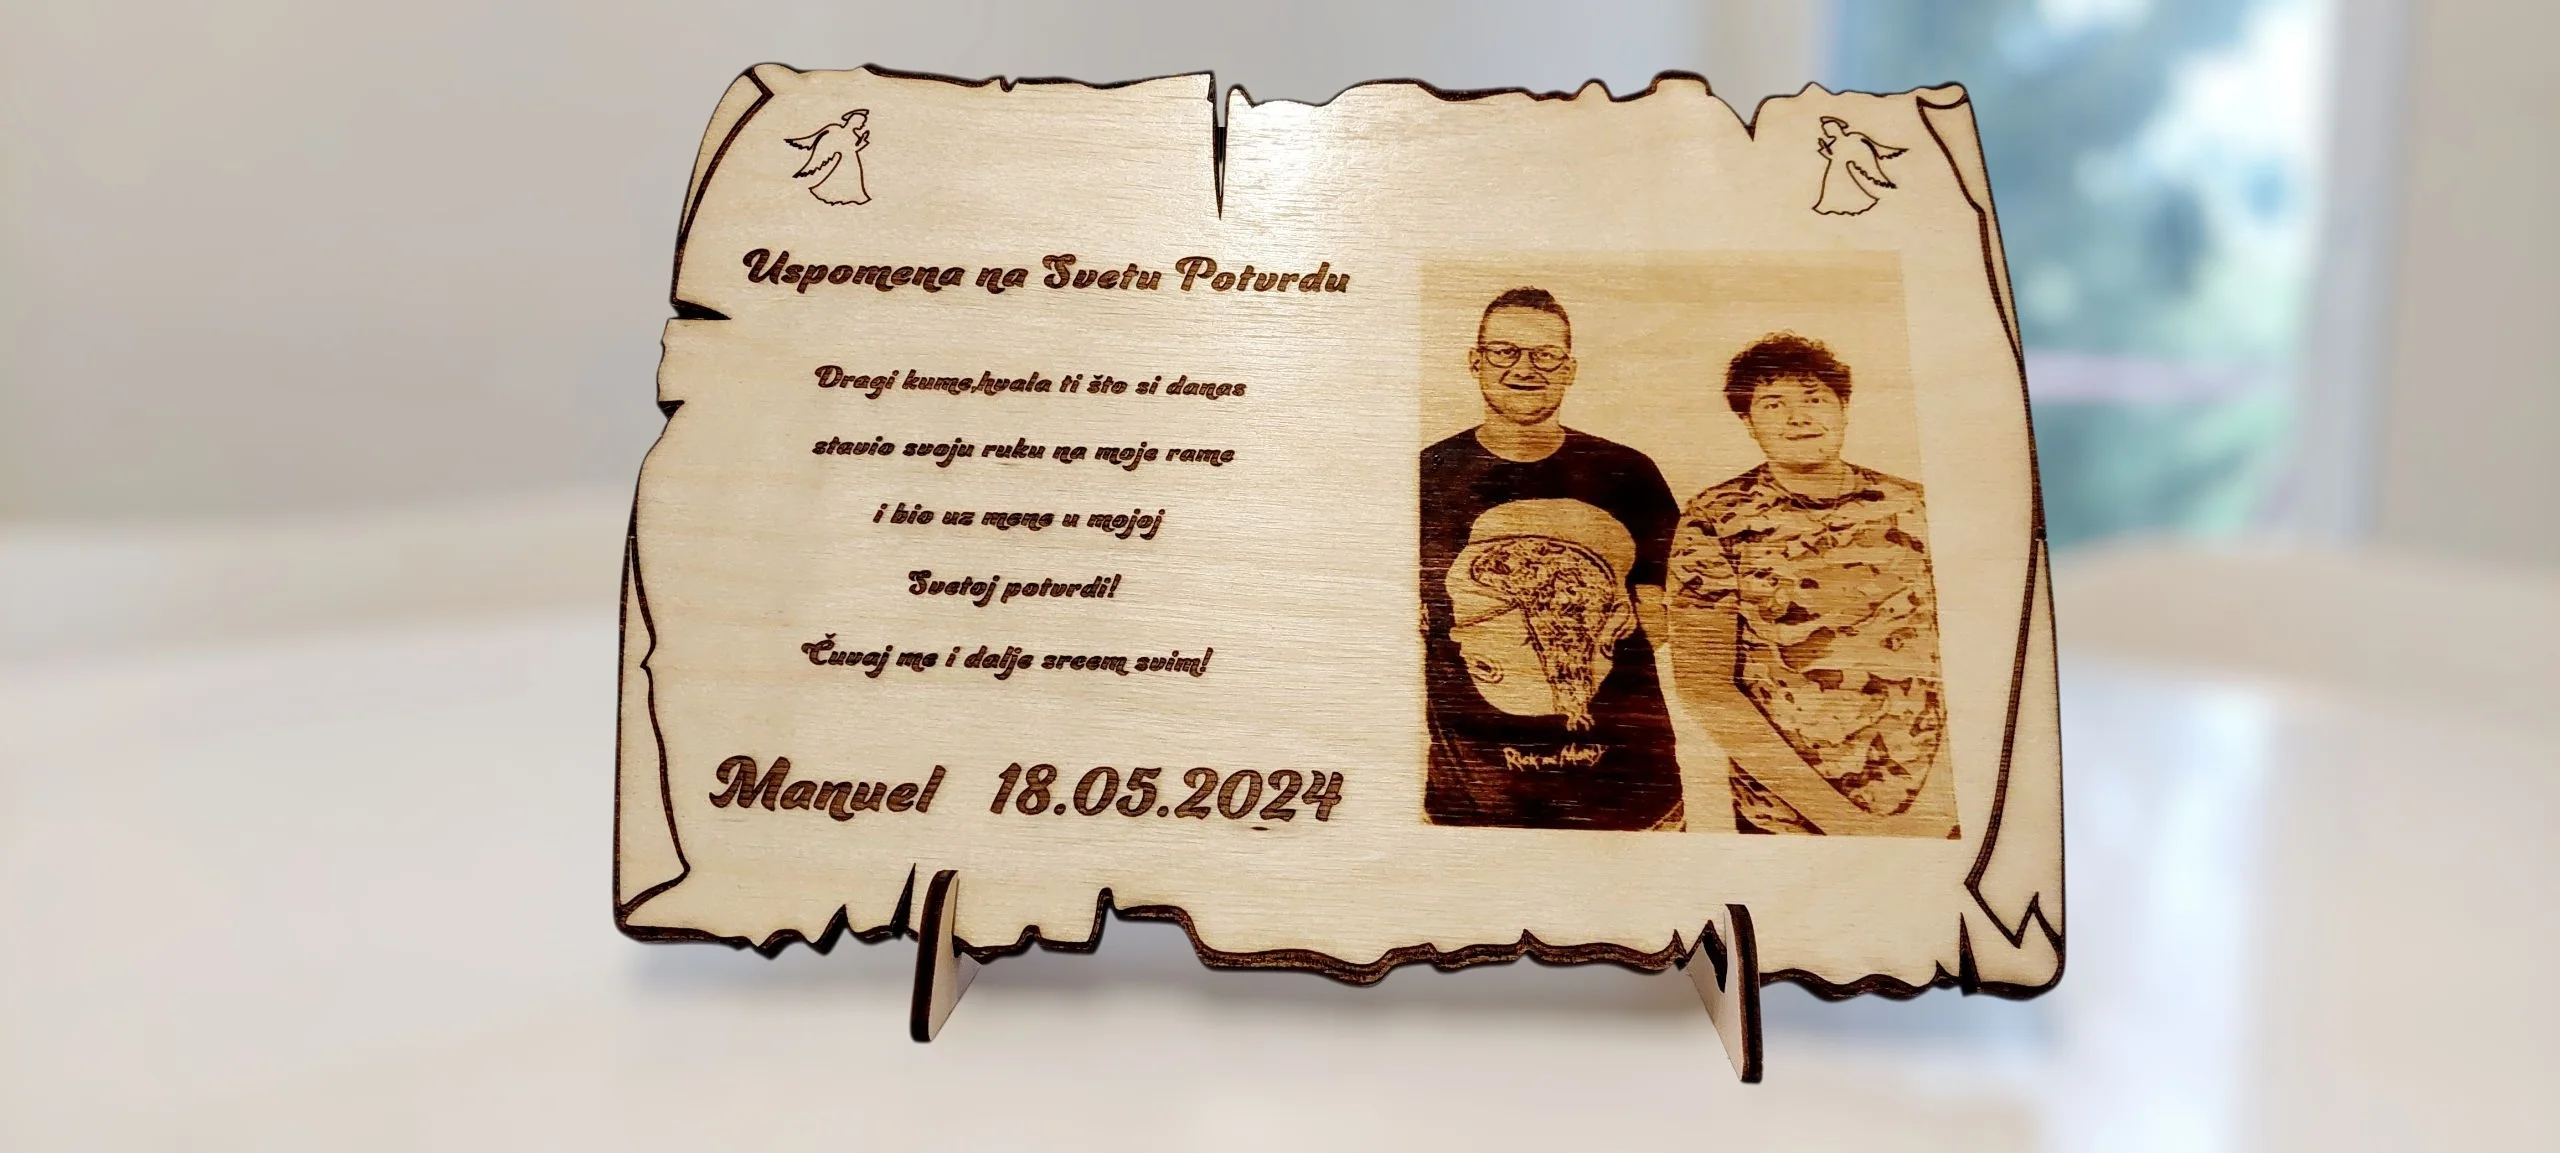 Uspomena na Svetu Potvrdu
Dragi kume,hvala ti što si danas
stavio svoju ruku na moje rame
i bio uz mene u mojoj
Svetoj potvrdi!
Čuvaj me i dalje srcem svim!
Manuel 18.05.2024
Rick and Morty